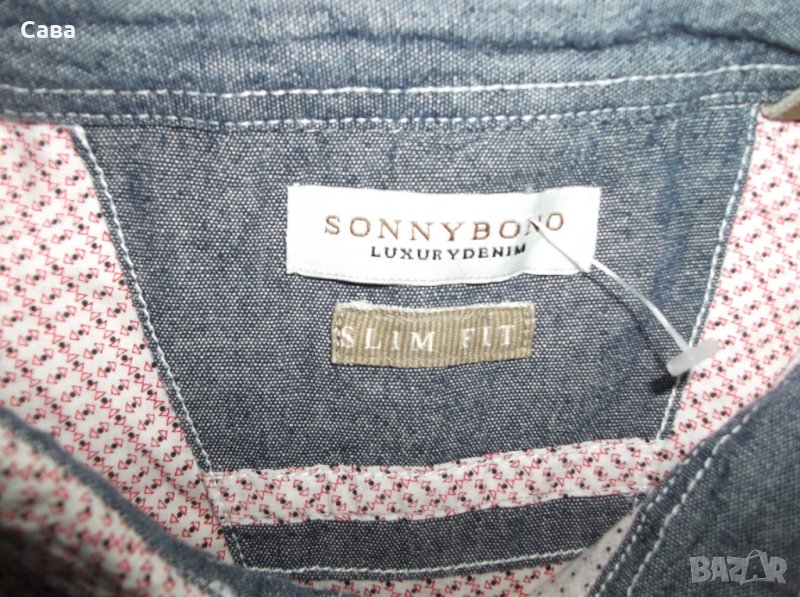 Сава
SONNYBONO
LUXURYDENIM
SLIM FIT
BAZAR